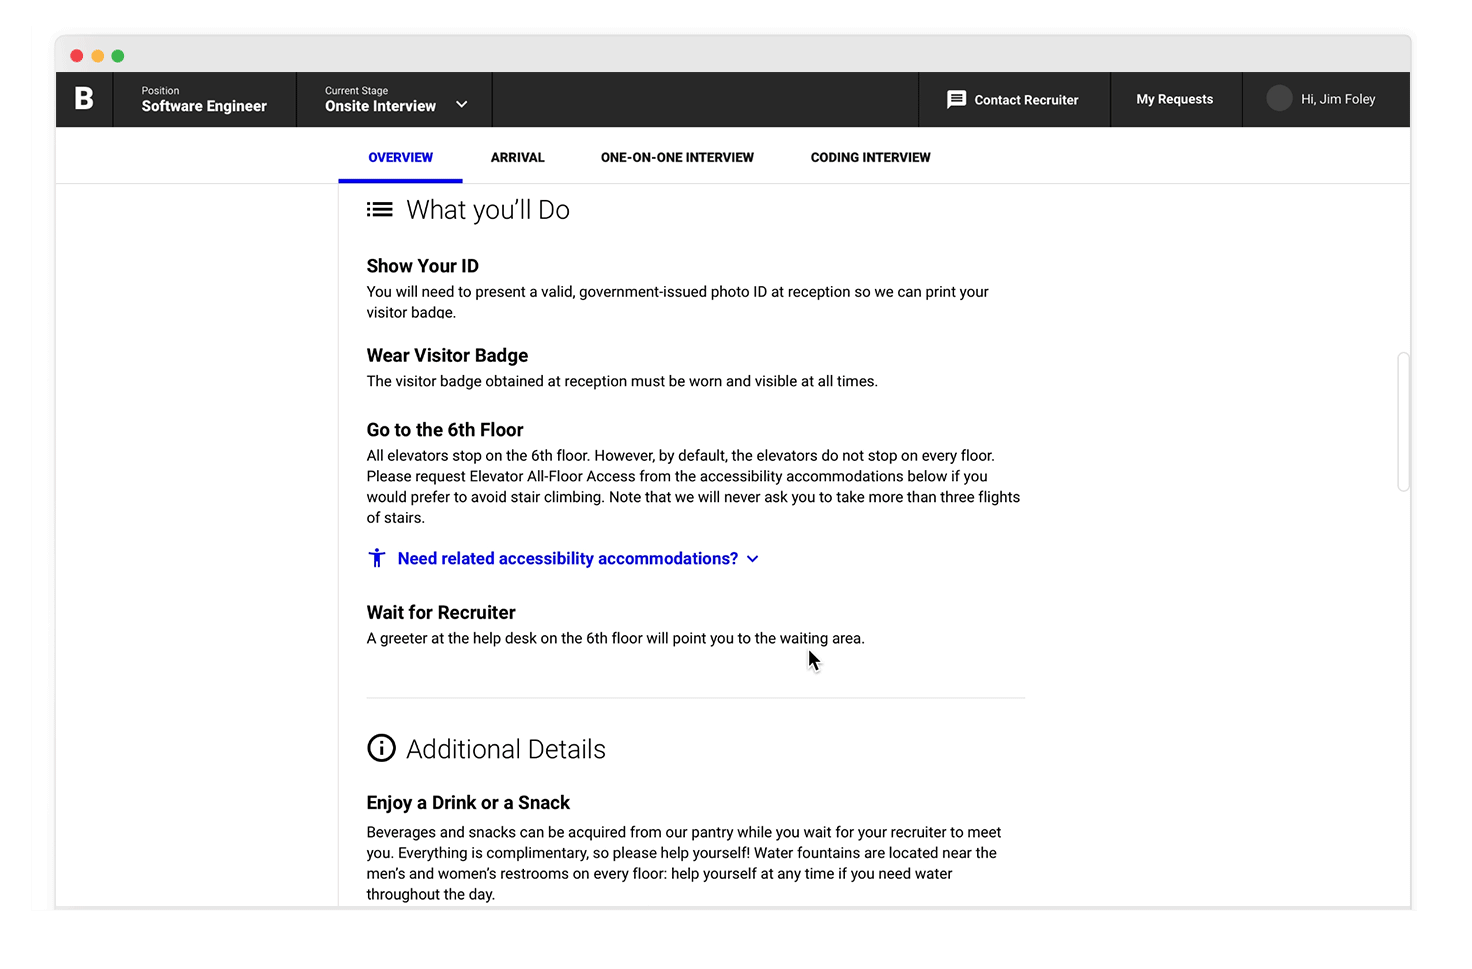 B
Position
Software Engineer
Current Stage
Onsite Interview
Contact Recruiter
My Requests
Hi, Jim Foley
OVERVIEW
ARRIVAL
ONE-ON-ONE INTERVIEW
CODING INTERVIEW
What you’ll Do
Show Your ID
You will need to present a valid, government-issued photo ID at reception so we can print your
visitor badge.
Wear Visitor Badge
The visitor badge obtained at reception must be worn and visible at all times.
Go to the 6th Floor
All elevators stop on the 6th floor. However, by default, the elevators do not stop on every floor.
Please request Elevator All-Floor Access from the accessibility accommodations below if you
would prefer to avoid stair climbing. Note that we will never ask you to take more than three flights
of stairs.
Need related accessibility accommodations?
Wait for Recruiter
A greeter at the help desk on the 6th floor will point you to the waiting area.
Additional Details
Enjoy a Drink or a Snack
Beverages and snacks can be acquired from our pantry while you wait for your recruiter to meet
you. Everything is complimentary, so please help yourself! Water fountains are located near the
men’s and women’s restrooms on every floor: help yourself at any time if you need water
throughout the day.